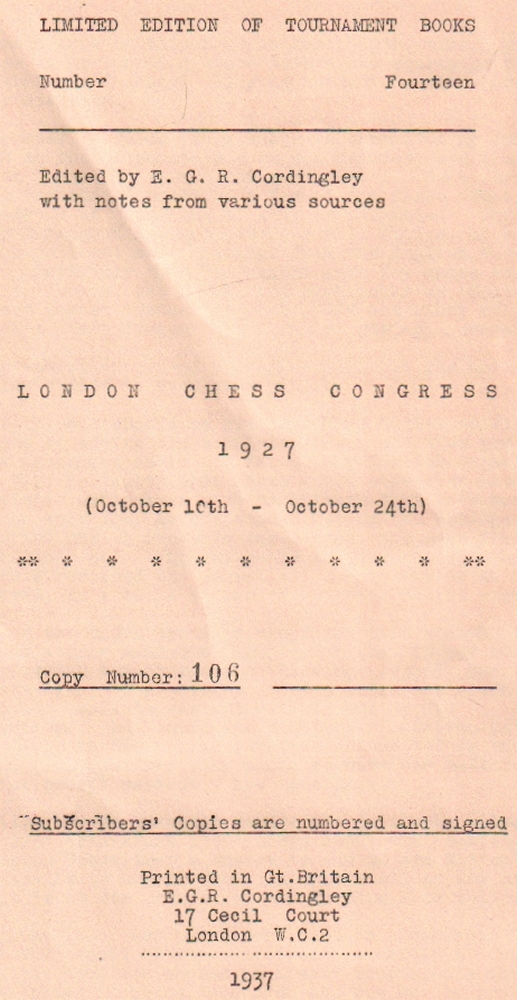 LIMITED EDITION OF TOURNAMENT BOOKS
Number Fourteen
Edited by E. G. R. Cordingley
with notes from various sources
LONDON CHESS CONGRESS
1927
(October 10th - October 24th)
** * * * * * * * * * **
Copy Number: 106
Subscribers' Copies are numbered and signed
Printed in Gt.Britain
E.G.R. Cordingley
17 Cecil Court
London W.C.2
1937